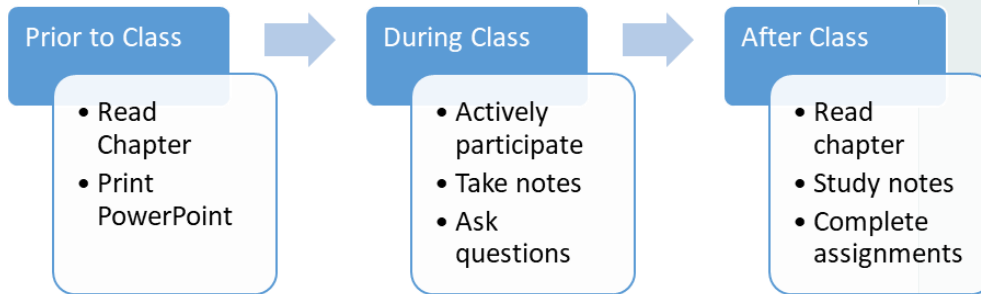 Prior to Class
• Read
Chapter
• Print
PowerPoint
During Class
• Actively
participate
• Take notes
• Ask
questions
After Class
• Read
chapter
• Study notes
• Complete
assignments